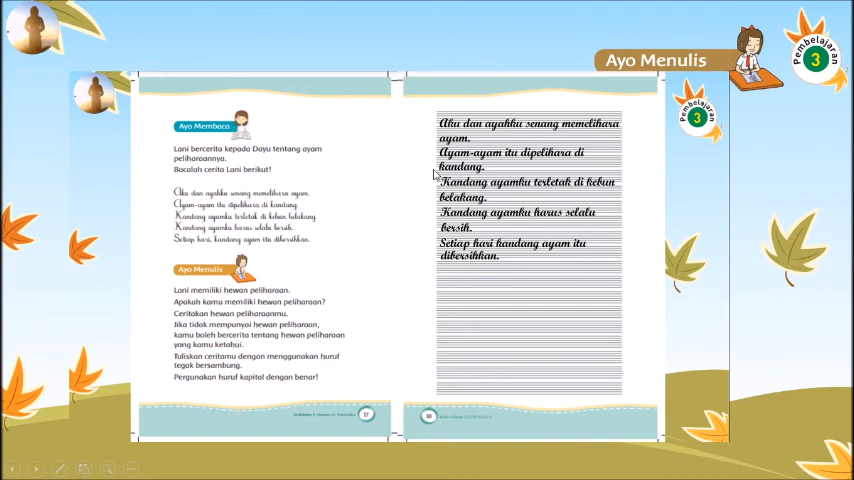 Ayo Menulis
Pembelajaran
3
Ayo Membaca
Lani bercerita kepada Dayu tentang ayam
peliharaannya.
Bacalah cerita Lani berikut!
Aku dan ayahku senang memelihara ayam.
Ayam-ayam itu dipelihara di kandang.
Kandang ayamku terletak di kebun belakang.
Kandang ayamku harus selalu bersih.
Setiap hari, kandang ayam itu dibersihkan.
Ayo Menulis
Lani memiliki hewan peliharaan.
Apakah kamu memiliki hewan peliharaan?
Ceritakan hewan peliharaanmu.
Jika tidak mempunyai hewan peliharaan,
kamu boleh bercerita tentang hewan peliharaan
yang kamu ketahui.
Tuliskan ceritamu dengan menggunakan huruf
tegak bersambung.
Pergunakan huruf kapital dengan benar!
17
Aku dan ayahku senang memelihara
ayam.
Ayam-ayam itu dipelihara di
kandang.
Kandang ayamku terletak di kebun
belakang.
Kandang ayamku harus selalu
bersih.
Setiap hari kandang ayam itu
dibersihkan.
18
Pembelajaran
3